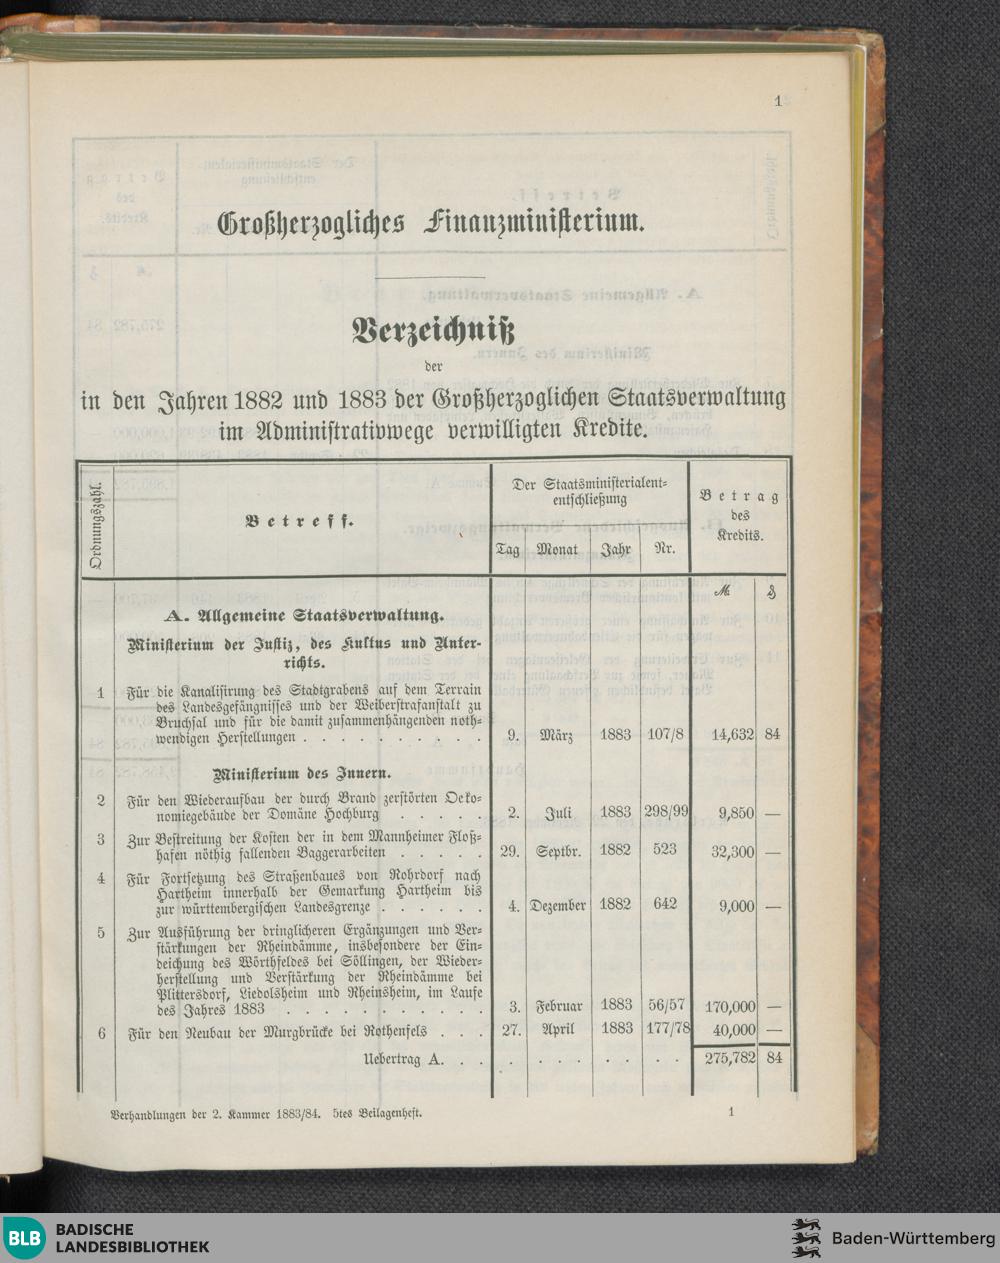 1
Großherzogliches Finanzministerium.
Verzeichniß
der
in den Jahren 1882 und 1883 der Großherzoglichen Staatsverwaltung
im Administrativwege verwilligten Kredite.
Ordnungszahl.
Betreff.
Der Staatsministerialent-
entschließung
Tag Monat Jahr Nr.
Betrag
des
Kredits.
ℳ ₰
A. Allgemeine Staatsverwaltung.
Ministerium der Justiz, des Kultus und Unter-
richts.
1 Für die Kanalisirung des Stadtgrabens auf dem Terrain
des Landesgefängnisses und der Weiberstrafanstalt zu
Bruchsal und für die damit zusammenhängenden noth-
wendigen Herstellungen . . . . . . . . . . 9. März 1883 107/8 14,632 84
Ministerium des Innern.
2 Für den Wiederaufbau der durch Brand zerstörten Oeko-
nomiegebäude der Domäne Hochburg . . . . . 2. Juli 1883 298/99 9,850 —
3 Zur Bestreitung der Kosten der in dem Mannheimer Floß-
hafen nöthig fallenden Baggerarbeiten . . . . . 29. Septbr. 1882 523 32,300 —
4 Für Fortsetzung des Straßenbaues von Rohrdorf nach
Hartheim innerhalb der Gemarkung Hartheim bis
zur württembergischen Landesgrenze . . . . . . 4. Dezember 1882 642 9,000 —
5 Zur Ausführung der dringlicheren Ergänzungen und Ver-
stärkungen der Rheindämme, insbesondere der Ein-
deichung des Wörthfeldes bei Söllingen, der Wieder-
herstellung und Verstärkung der Rheindämme bei
Plittersdorf, Liedolsheim und Rheinsheim, im Laufe
des Jahres 1883 . . . . . . . . . . . 3. Februar 1883 56/57 170,000 —
6 Für den Neubau der Murgbrücke bei Rothenfels . . . 27. April 1883 177/78 40,000 —
Uebertrag A. . . . . . . . . . 275,782 84
Verhandlungen der 2. Kammer 1883/84. 5tes Beilagenheft. 1
BLB
BADISCHE
LANDESBIBLIOTHEK
Baden-Württemberg